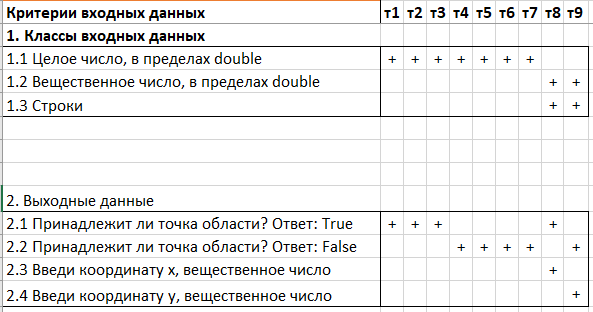 Критерии входных данных т1 т2 т3 т4 т5 т6 т7 т8 т9
1. Классы входных данных
1.1 Целое число, в пределах double + + + + + + +
1.2 Вещественное число, в пределах double + +
1.3 Строки + +
2. Выходные данные
2.1 Принадлежит ли точка области? Ответ: True + + + +
2.2 Принадлежит ли точка области? Ответ: False + + + + +
2.3 Введи координату x, вещественное число +
2.4 Введи координату y, вещественное число +